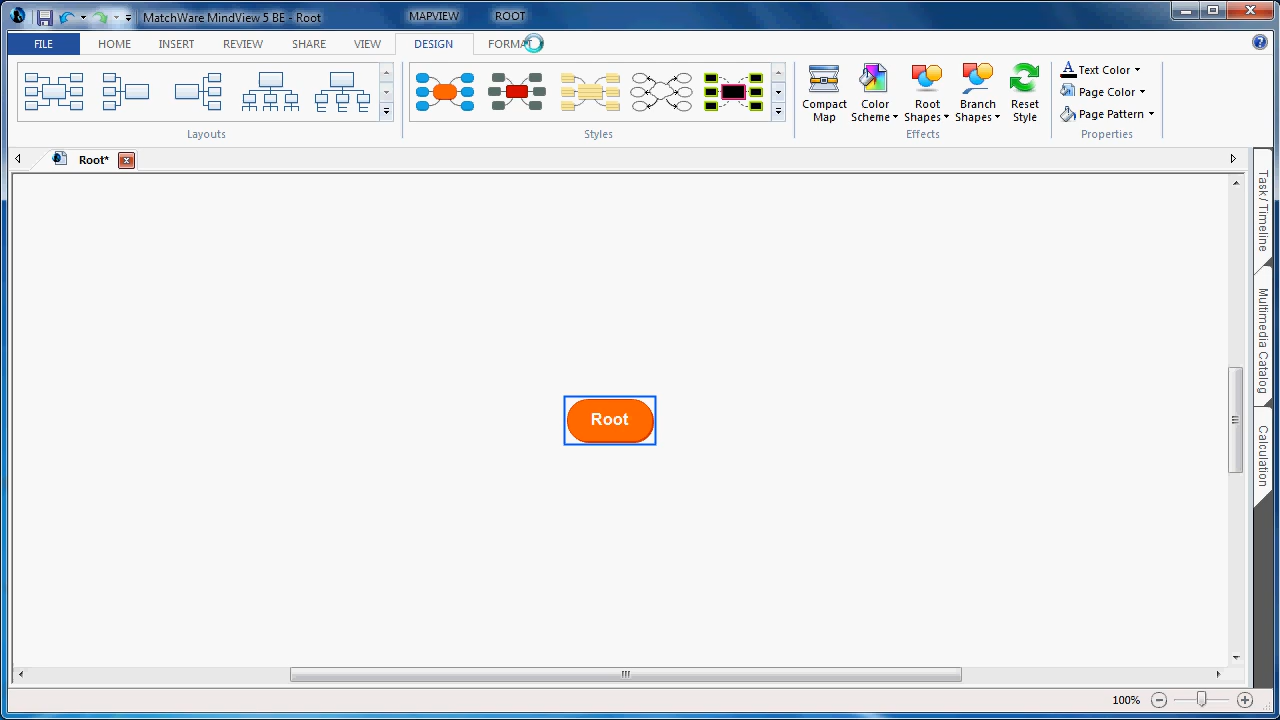 MatchWare MindView 5 BE - Root
MAPVIEW
ROOT
FILE
HOME
INSERT
REVIEW
SHARE
VIEW
DESIGN
FORMAT
Compact
Map
Color
Scheme
Root
Shapes
Branch
Shapes
Reset
Style
Text Color
Page Color
Page Pattern
Layouts
Styles
Effects
Properties
Root*
Task / Timeline
Multimedia Catalog
Calculation
Root
100%